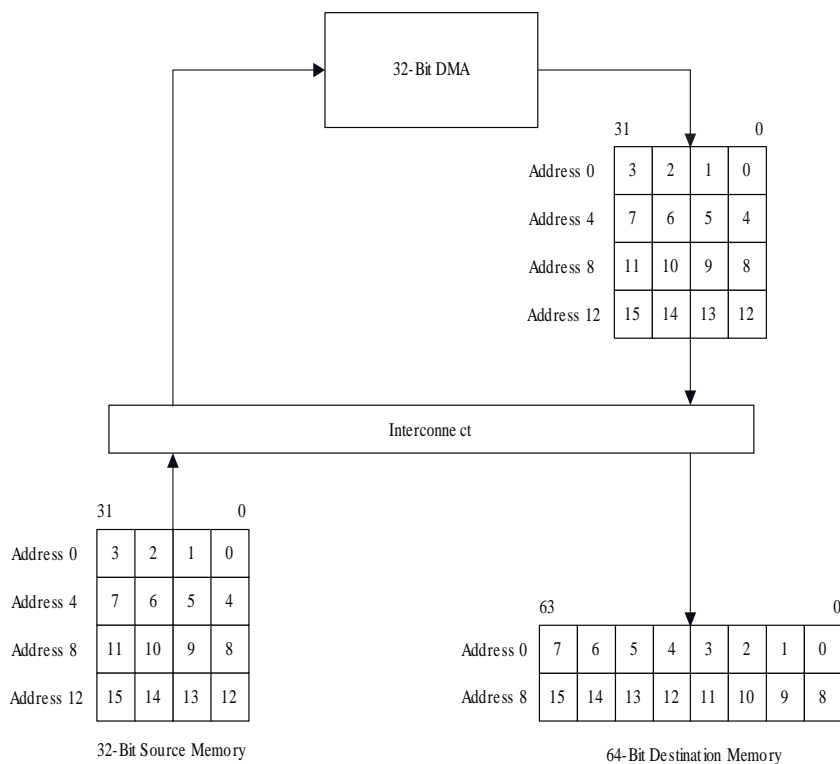 32-Bit DMA
31 0
Address 0 3 2 1 0
Address 4 7 6 5 4
Address 8 11 10 9 8
Address 12 15 14 13 12
Interconnect
31 0
Address 0 3 2 1 0
Address 4 7 6 5 4
Address 8 11 10 9 8
Address 12 15 14 13 12
32-Bit Source Memory
63 0
Address 0 7 6 5 4 3 2 1 0
Address 8 15 14 13 12 11 10 9 8
64-Bit Destination Memory